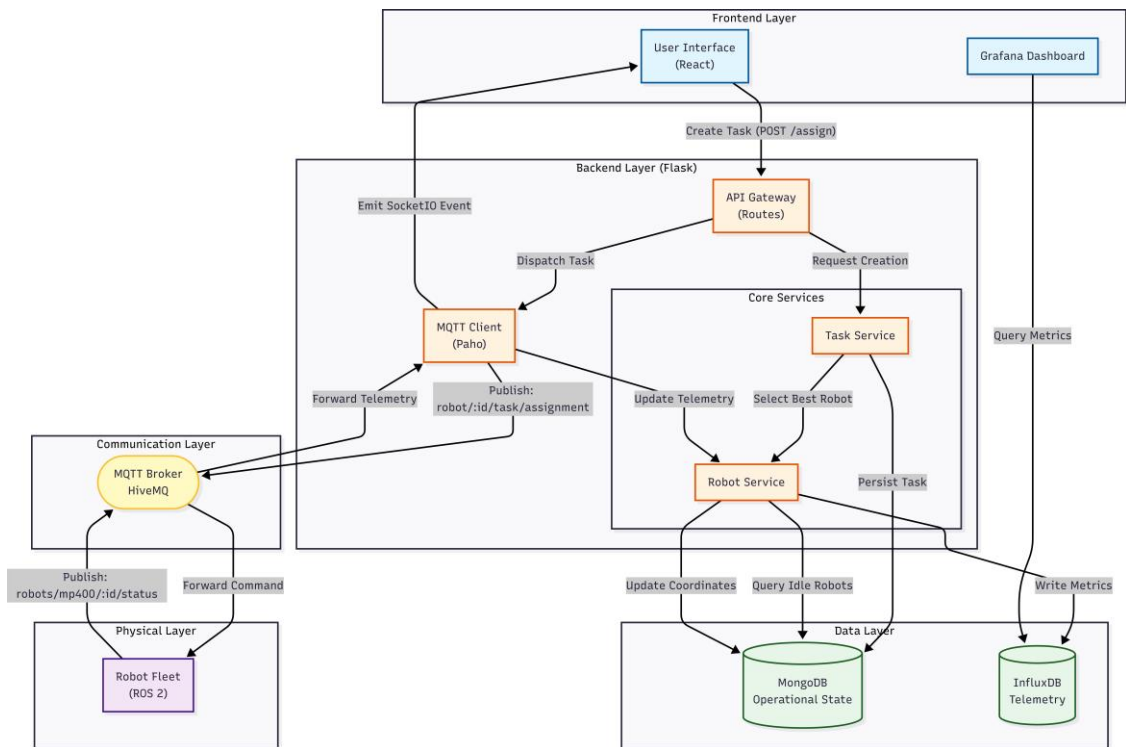 Frontend Layer
User Interface
(React)
Grafana Dashboard
Create Task (POST /assign)
Backend Layer (Flask)
API Gateway
(Routes)
Emit SocketIO Event
Dispatch Task
Request Creation
Core Services
MQTT Client
(Paho)
Task Service
Query Metrics
Forward Telemetry
Publish:
robot/:id/task/assignment
Update Telemetry
Select Best Robot
Communication Layer
MQTT Broker
HiveMQ
Robot Service
Persist Task
Publish:
robots/mp400/:id/status
Forward Command
Update Coordinates
Query Idle Robots
Write Metrics
Physical Layer
Data Layer
Robot Fleet
(ROS 2)
MongoDB
Operational State
InfluxDB
Telemetry